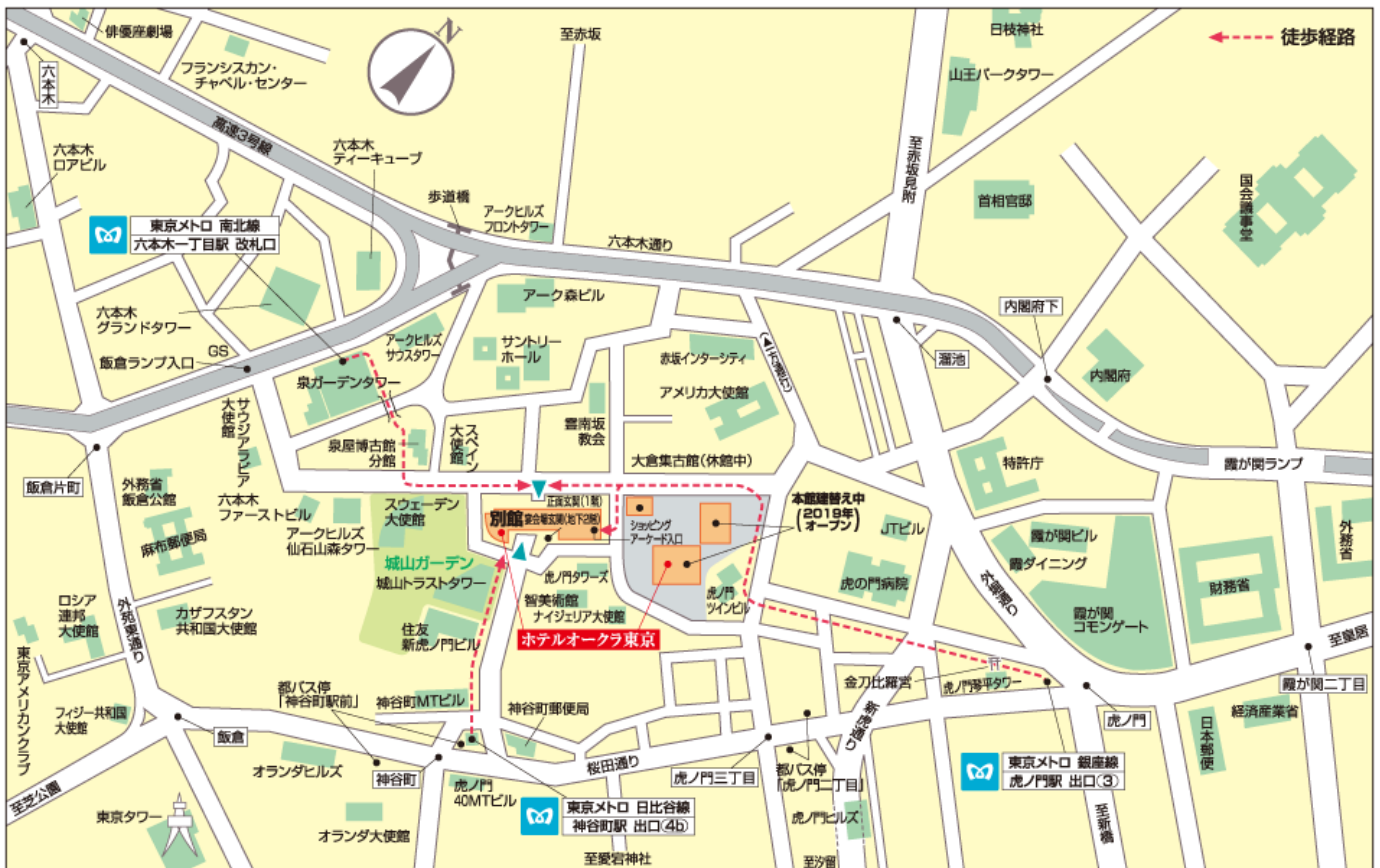 俳優座劇場
六本木
フランシスカン・
チャペル・センター
N
至赤坂
日枝神社
徒歩経路
山王パークタワー
高速3号線
六本木
ロアビル
六本木
ティーキューブ
歩道橋
アークヒルズ
フロントタワー
六本木通り
至赤坂見附
首相官邸
国会議事堂
東京メトロ 南北線
六本木一丁目駅 改札口
六本木
グランドタワー
飯倉ランプ入口
GS
アーク森ビル
アークヒルズ
サウスタワー
サントリー
ホール
赤坂インターシティ
アメリカ大使館
溜池
内閣府下
内閣府
泉ガーデンタワー
サウジアラビア
大使館
泉屋博古館
分館
スペイン
大使館
霊南坂
教会
大倉集古館(休館中)
特許庁
霞が関ランプ
飯倉片町
外務省
飯倉公館
麻布郵便局
六本木
ファーストビル
アークヒルズ
仙石山森タワー
スウェーデン
大使館
正面玄関(1階)
別館
宴会場玄関(地下2階)
ショッピング
アーケード入口
本館建替え中
(2019年)
オープン
JTビル
霞が関ビル
霞ダイニング
外務省
城山ガーデン
城山トラストタワー
虎ノ門タワーズ
智美術館
ナイジェリア大使館
虎ノ門
ツインビル
虎の門病院
外堀通り
財務省
霞が関
コモンゲート
ロシア
連邦
大使館
外苑東通り
カザフスタン
共和国大使館
住友
新虎ノ門ビル
ホテルオークラ東京
至皇居
東京アメリカンクラブ
フィジー共和国
大使館
都バス停
「神谷町駅前」
神谷町MTビル
神谷町郵便局
金刀比羅宮
虎ノ門琴平タワー
新虎通り
霞が関二丁目
経済産業省
飯倉
オランダヒルズ
神谷町
桜田通り
虎ノ門三丁目
都バス停
「虎ノ門二丁目」
虎ノ門
日本郵便
至芝公園
東京タワー
オランダ大使館
虎ノ門
40MTビル
東京メトロ 日比谷線
神谷町駅 出口④b
東京メトロ 銀座線
虎ノ門駅 出口③
虎ノ門ヒルズ
至愛宕神社
至汐留
至新橋